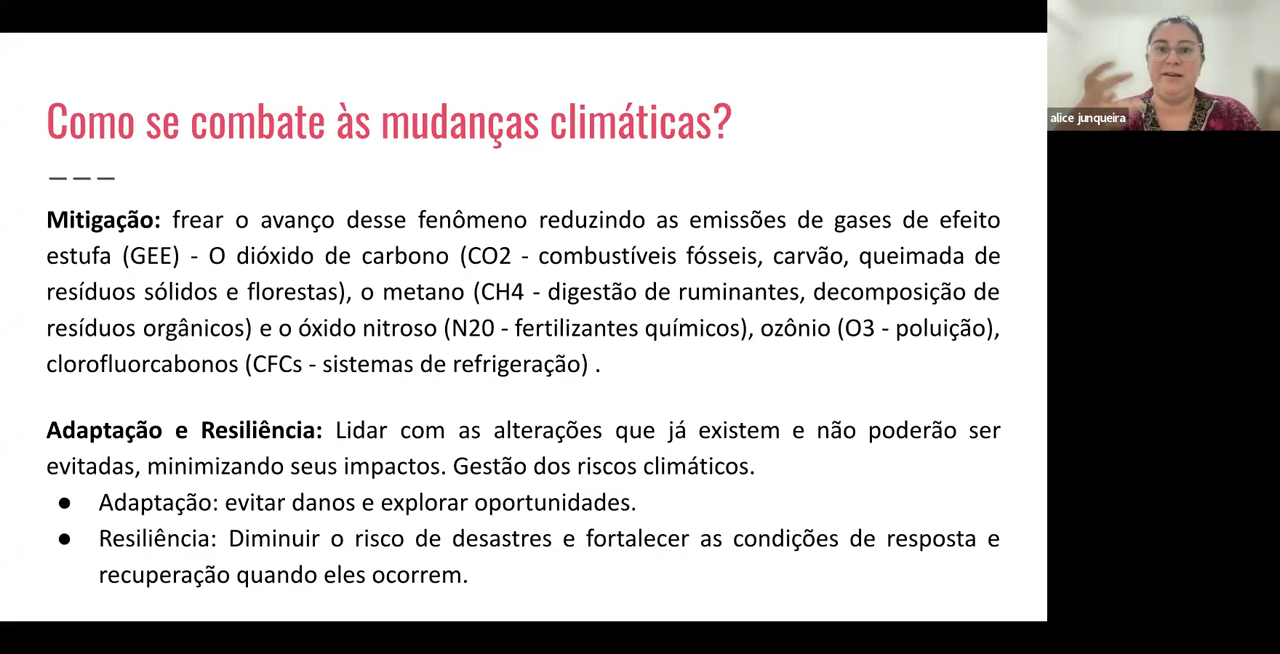 Como se combate às mudanças climáticas?
Mitigação: frear o avanço desse fenômeno reduzindo as emissões de gases de efeito
estufa (GEE) - O dióxido de carbono (CO2 - combustíveis fósseis, carvão, queimada de
resíduos sólidos e florestas), o metano (CH4 - digestão de ruminantes, decomposição de
resíduos orgânicos) e o óxido nitroso (N20 - fertilizantes químicos), ozônio (O3 - poluição),
clorofluorcabonos (CFCs - sistemas de refrigeração) .
Adaptação e Resiliência: Lidar com as alterações que já existem e não poderão ser
evitadas, minimizando seus impactos. Gestão dos riscos climáticos.
● Adaptação: evitar danos e explorar oportunidades.
● Resiliência: Diminuir o risco de desastres e fortalecer as condições de resposta e
recuperação quando eles ocorrem.
alice junqueira